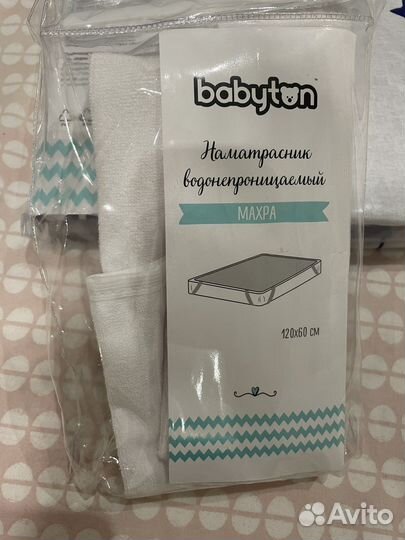 babyton
Наматрасник
водонепроницаемый
МАХРА
120х60 см
Avito